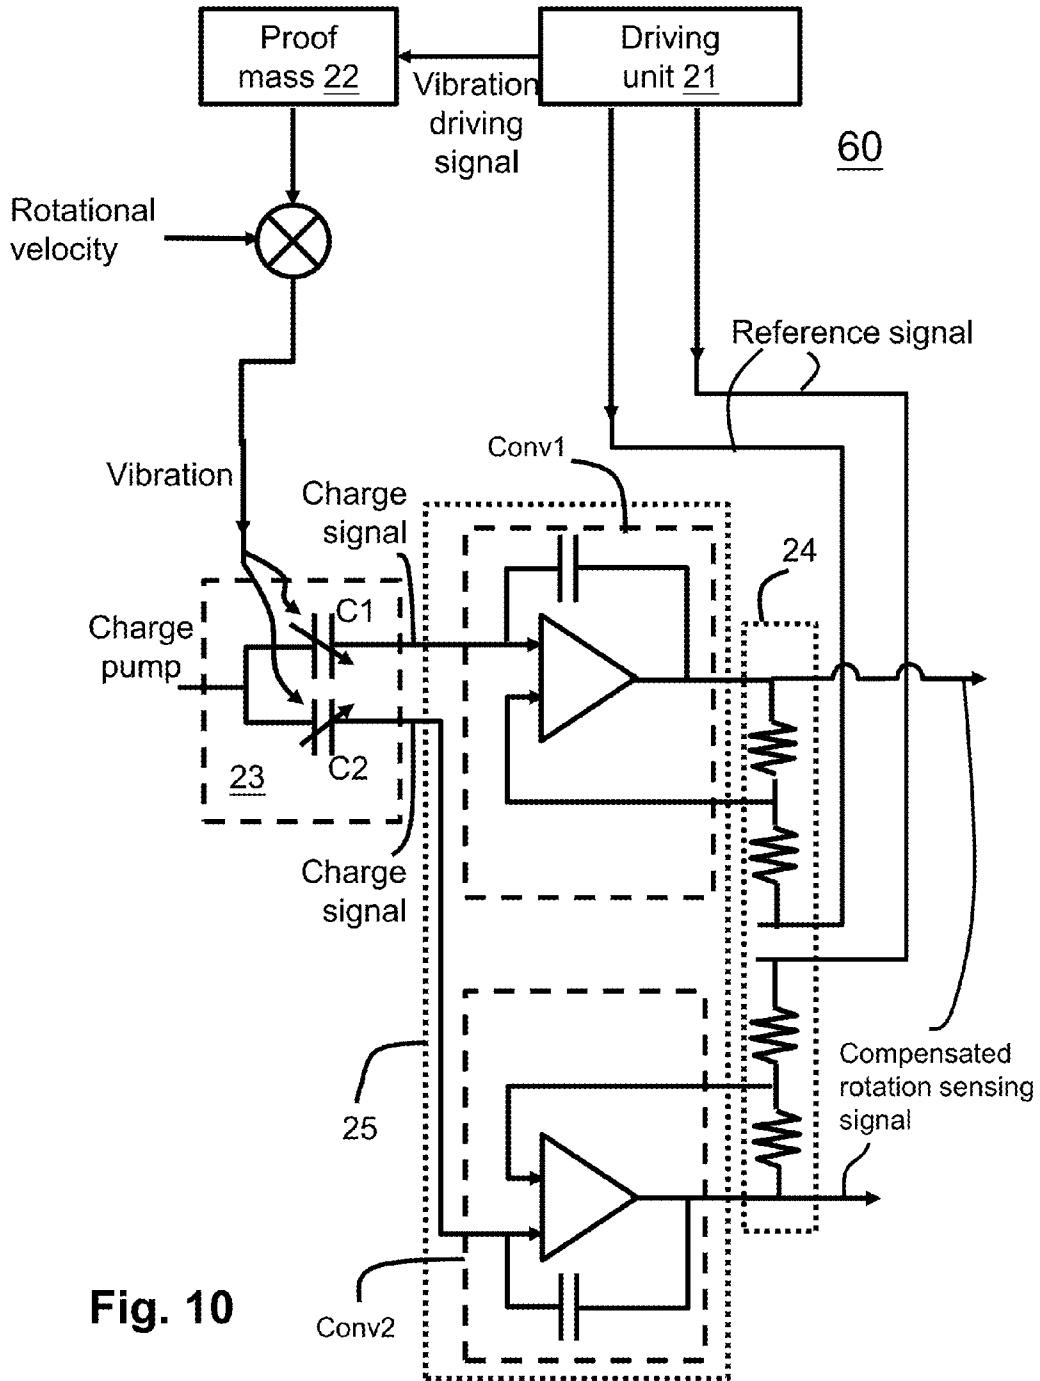 Proof
mass 22
Driving
unit 21
Vibration
driving
signal
60
Rotational
velocity
Reference signal
Conv1
Vibration
Charge
signal
24
C1
Charge
pump
C2
23
Charge
signal
Compensated
rotation sensing
signal
25
Fig. 10
Conv2